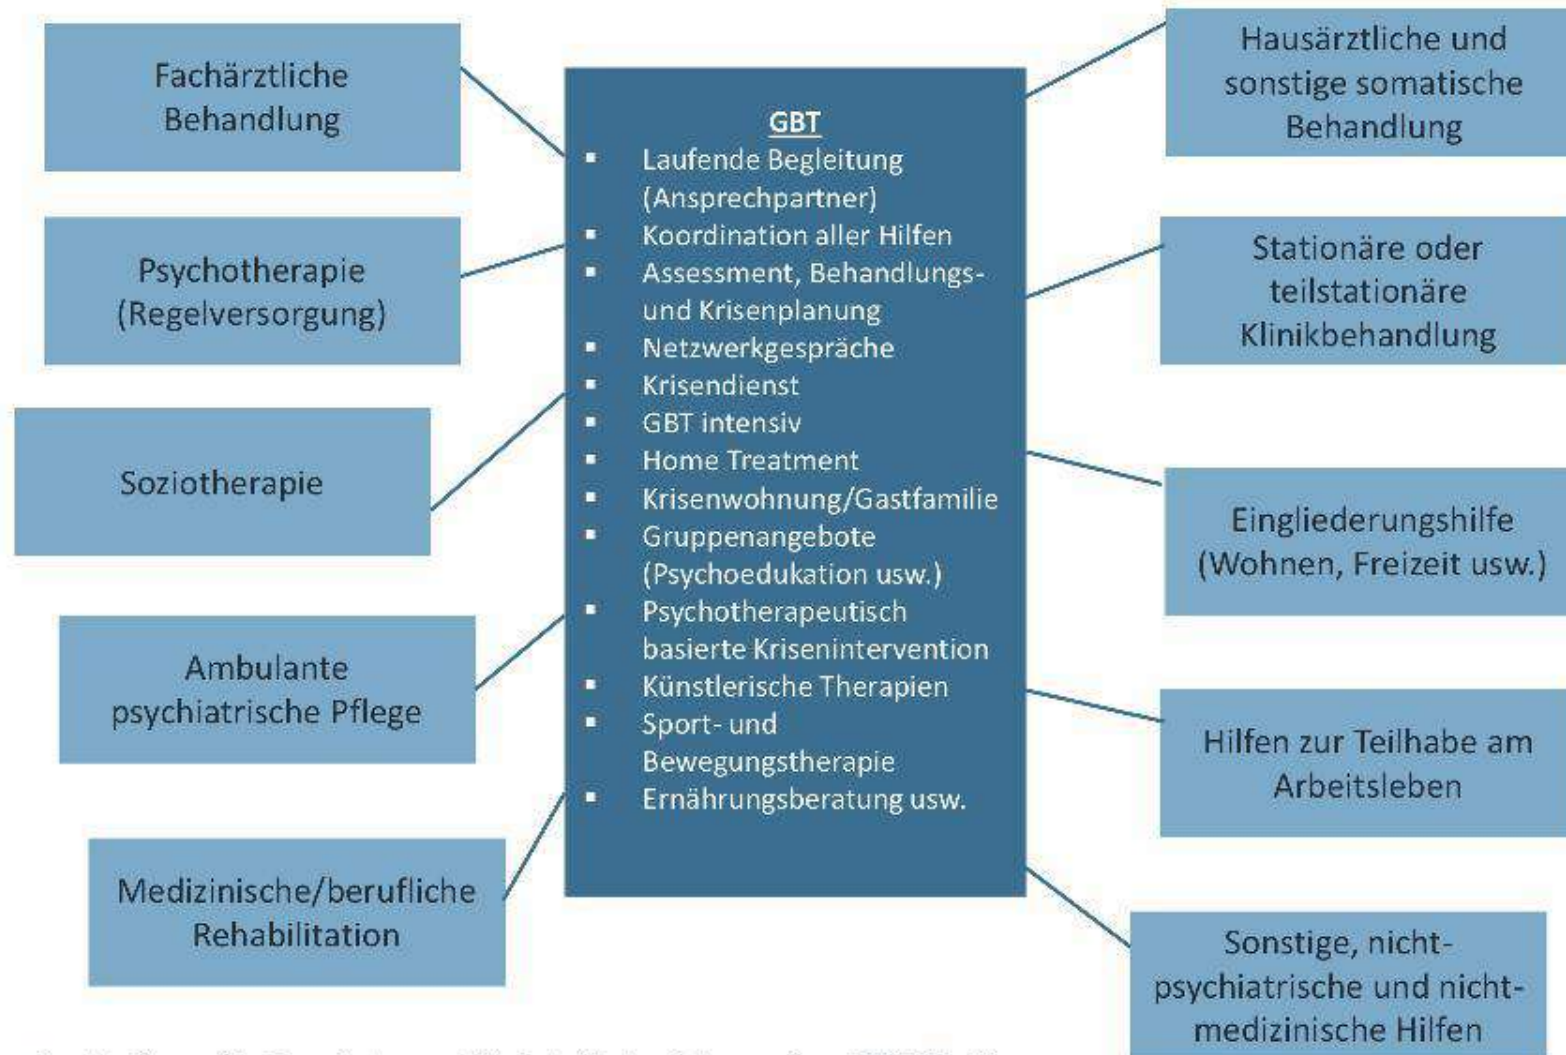 Fachärztliche
Behandlung
Psychotherapie
(Regelversorgung)
Soziotherapie
Ambulante
psychiatrische Pflege
Medizinische/berufliche
Rehabilitation
GBT
▪ Laufende Begleitung
(Ansprechpartner)
▪ Koordination aller Hilfen
▪ Assessment, Behandlungs-
und Krisenplanung
▪ Netzwerkgespräche
▪ Krisendienst
▪ GBT intensiv
▪ Home Treatment
▪ Krisenwohnung/Gastfamilie
▪ Gruppenangebote
(Psychoedukation usw.)
▪ Psychotherapeutisch
basierte Krisenintervention
▪ Künstlerische Therapien
▪ Sport- und
Bewegungstherapie
▪ Ernährungsberatung usw.
Hausärztliche und
sonstige somatische
Behandlung
Stationäre oder
teilstationäre
Klinikbehandlung
Eingliederungshilfe
(Wohnen, Freizeit usw.)
Hilfen zur Teilhabe am
Arbeitsleben
Sonstige, nicht-
psychiatrische und nicht-
medizinische Hilfen